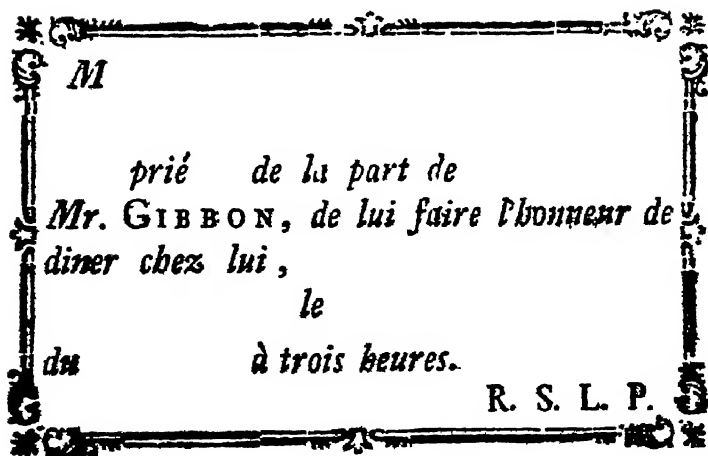 M
prié de la part de
Mr. GIBBON, de lui faire l'honneur de
diner chez lui,
le
du à trois heures.
R. S. L. P.